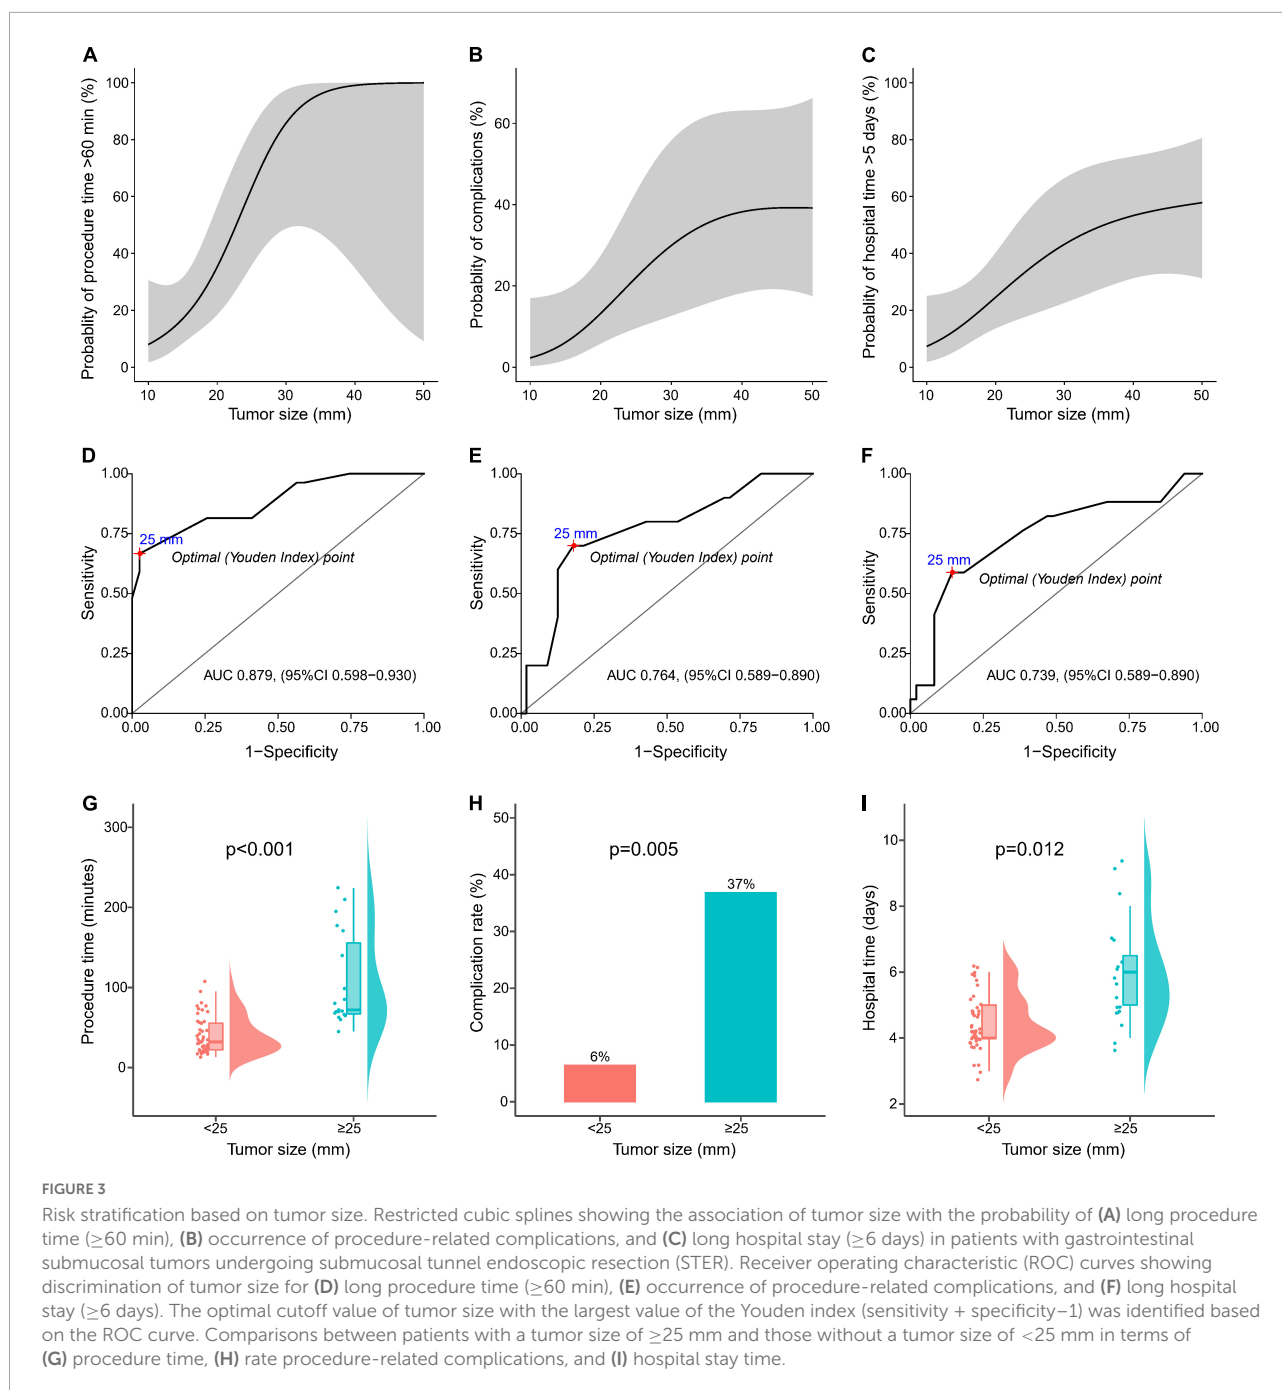 A
Probablity of procedure time >60 min (%)
100
80
60
40
20
0
10 20 30 40 50
Tumor size (mm)
B
Probablity of complications (%)
60
40
20
0
10 20 30 40 50
Tumor size (mm)
C
Probablity of hospital time >5 days (%)
100
80
60
40
20
0
10 20 30 40 50
Tumor size (mm)
D
Sensitivity
1.00
0.75
0.50
0.25
0.00
25 mm
Optimal (Youden Index) point
AUC 0.879, (95%CI 0.598−0.930)
0.00 0.25 0.50 0.75 1.00
1−Specificity
E
Sensitivity
1.00
0.75
0.50
0.25
0.00
25 mm
Optimal (Youden Index) point
AUC 0.764, (95%CI 0.589−0.890)
0.00 0.25 0.50 0.75 1.00
1−Specificity
F
Sensitivity
1.00
0.75
0.50
0.25
0.00
25 mm
Optimal (Youden Index) point
AUC 0.739, (95%CI 0.589−0.890)
0.00 0.25 0.50 0.75 1.00
1−Specificity
G
Procedure time (minutes)
300
200
100
0
p<0.001
<25 ≥25
Tumor size (mm)
H
Complication rate (%)
50
40
30
20
10
0
p=0.005
6%
37%
<25 ≥25
Tumor size (mm)
I
Hospital time (days)
10
8
6
4
2
p=0.012
<25 ≥25
Tumor size (mm)
FIGURE 3
Risk stratification based on tumor size. Restricted cubic splines showing the association of tumor size with the probability of (A) long procedure
time (≥60 min), (B) occurrence of procedure-related complications, and (C) long hospital stay (≥6 days) in patients with gastrointestinal
submucosal tumors undergoing submucosal tunnel endoscopic resection (STER). Receiver operating characteristic (ROC) curves showing
discrimination of tumor size for (D) long procedure time (≥60 min), (E) occurrence of procedure-related complications, and (F) long hospital
stay (≥6 days). The optimal cutoff value of tumor size with the largest value of the Youden index (sensitivity + specificity−1) was identified based
on the ROC curve. Comparisons between patients with a tumor size of ≥25 mm and those without a tumor size of <25 mm in terms of
(G) procedure time, (H) rate procedure-related complications, and (I) hospital stay time.